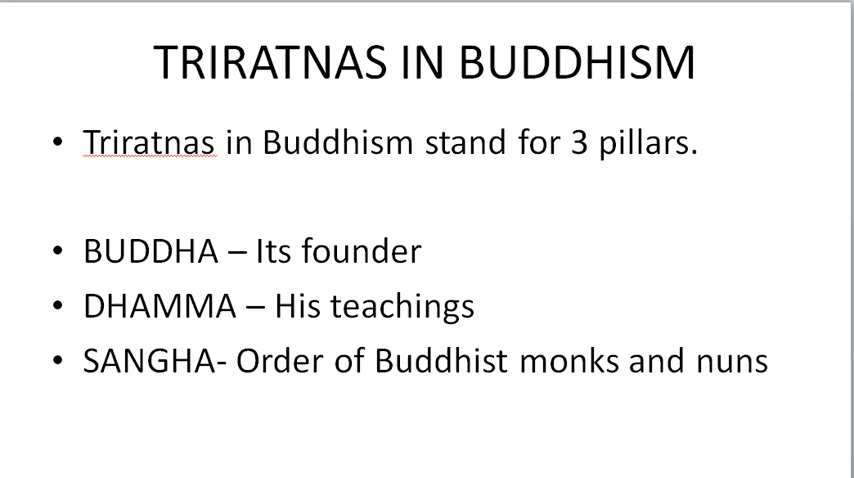 TRIRATNAS IN BUDDHISM
• Triratnas in Buddhism stand for 3 pillars.
• BUDDHA – Its founder
• DHAMMA – His teachings
• SANGHA- Order of Buddhist monks and nuns